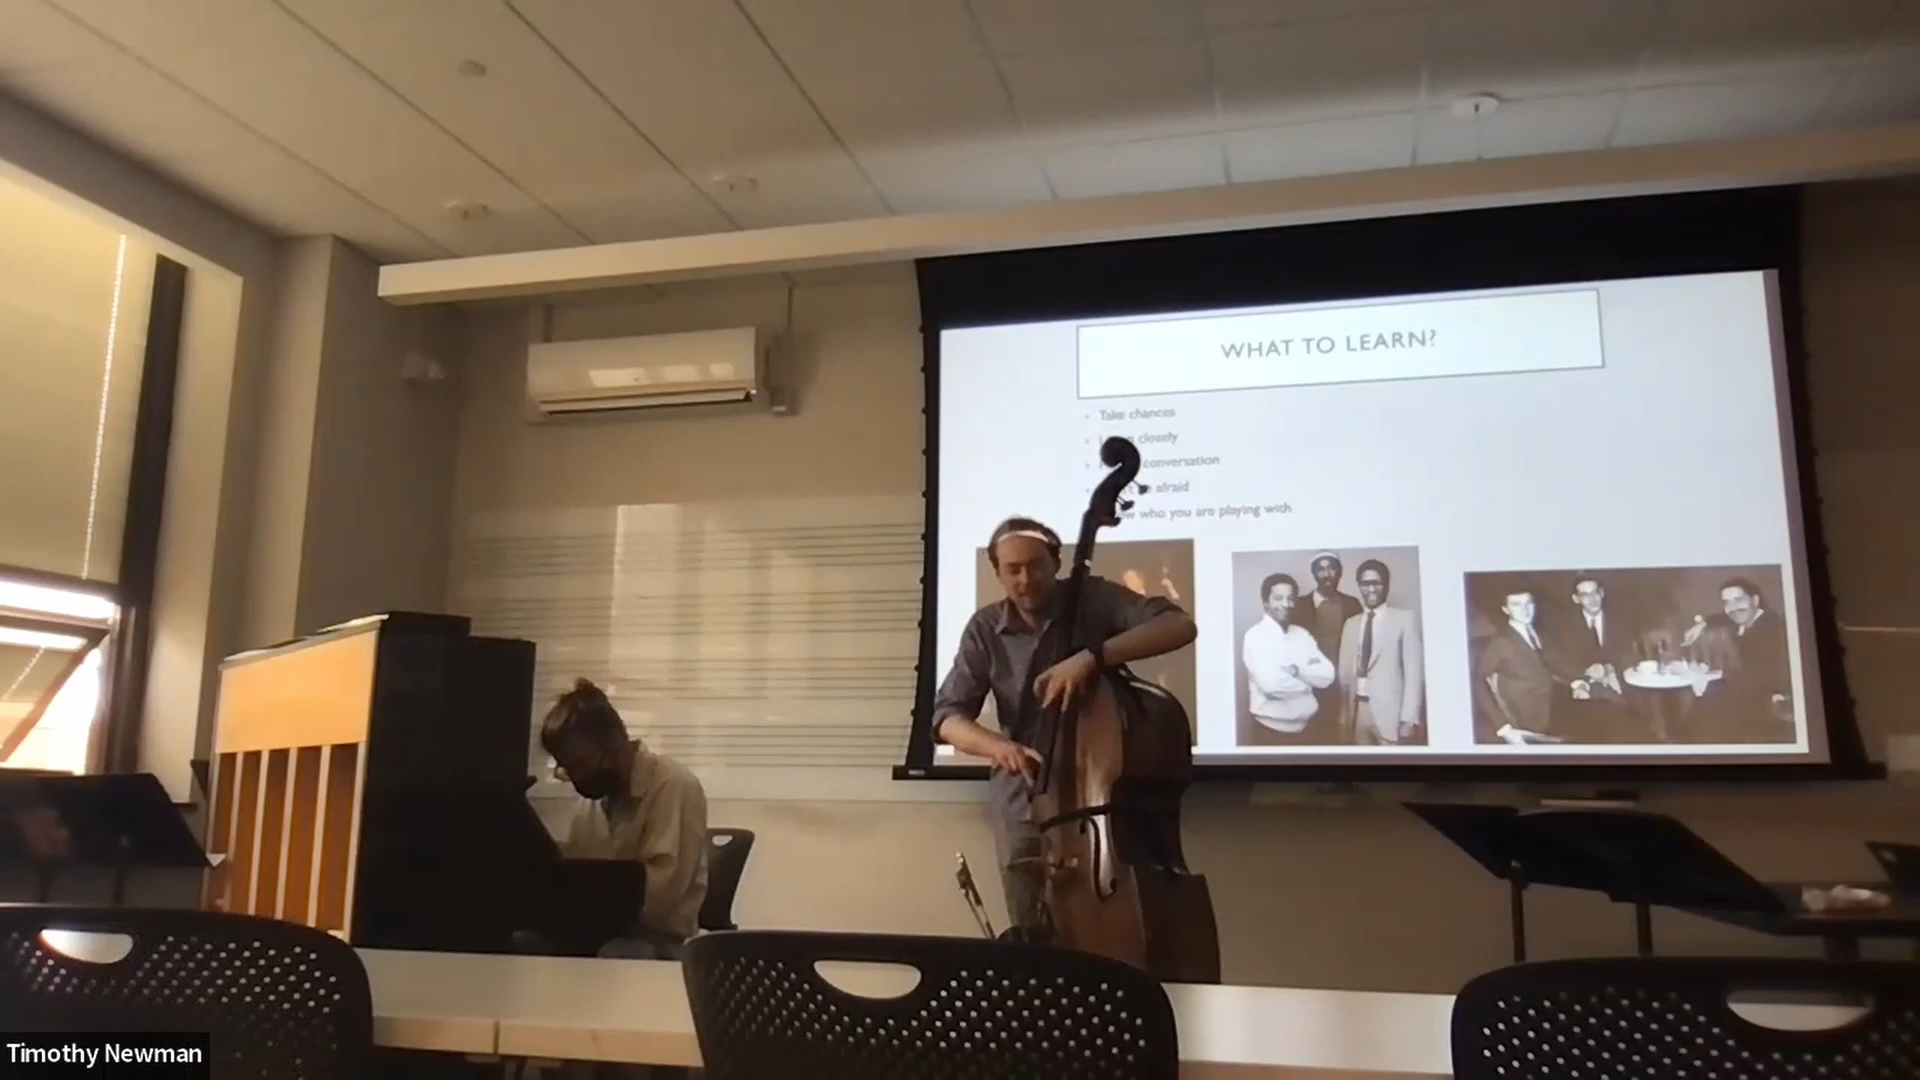 WHAT TO LEARN?
• Take chances
• closely
• conversation
• afraid
• who you are playing with
Timothy Newman